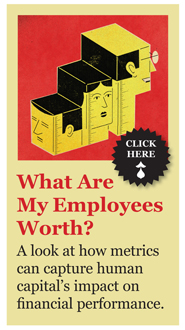 CLICK
HERE
What Are
My Employees
Worth?
A look at how metrics
can capture human
capital's impact on
financial performance.